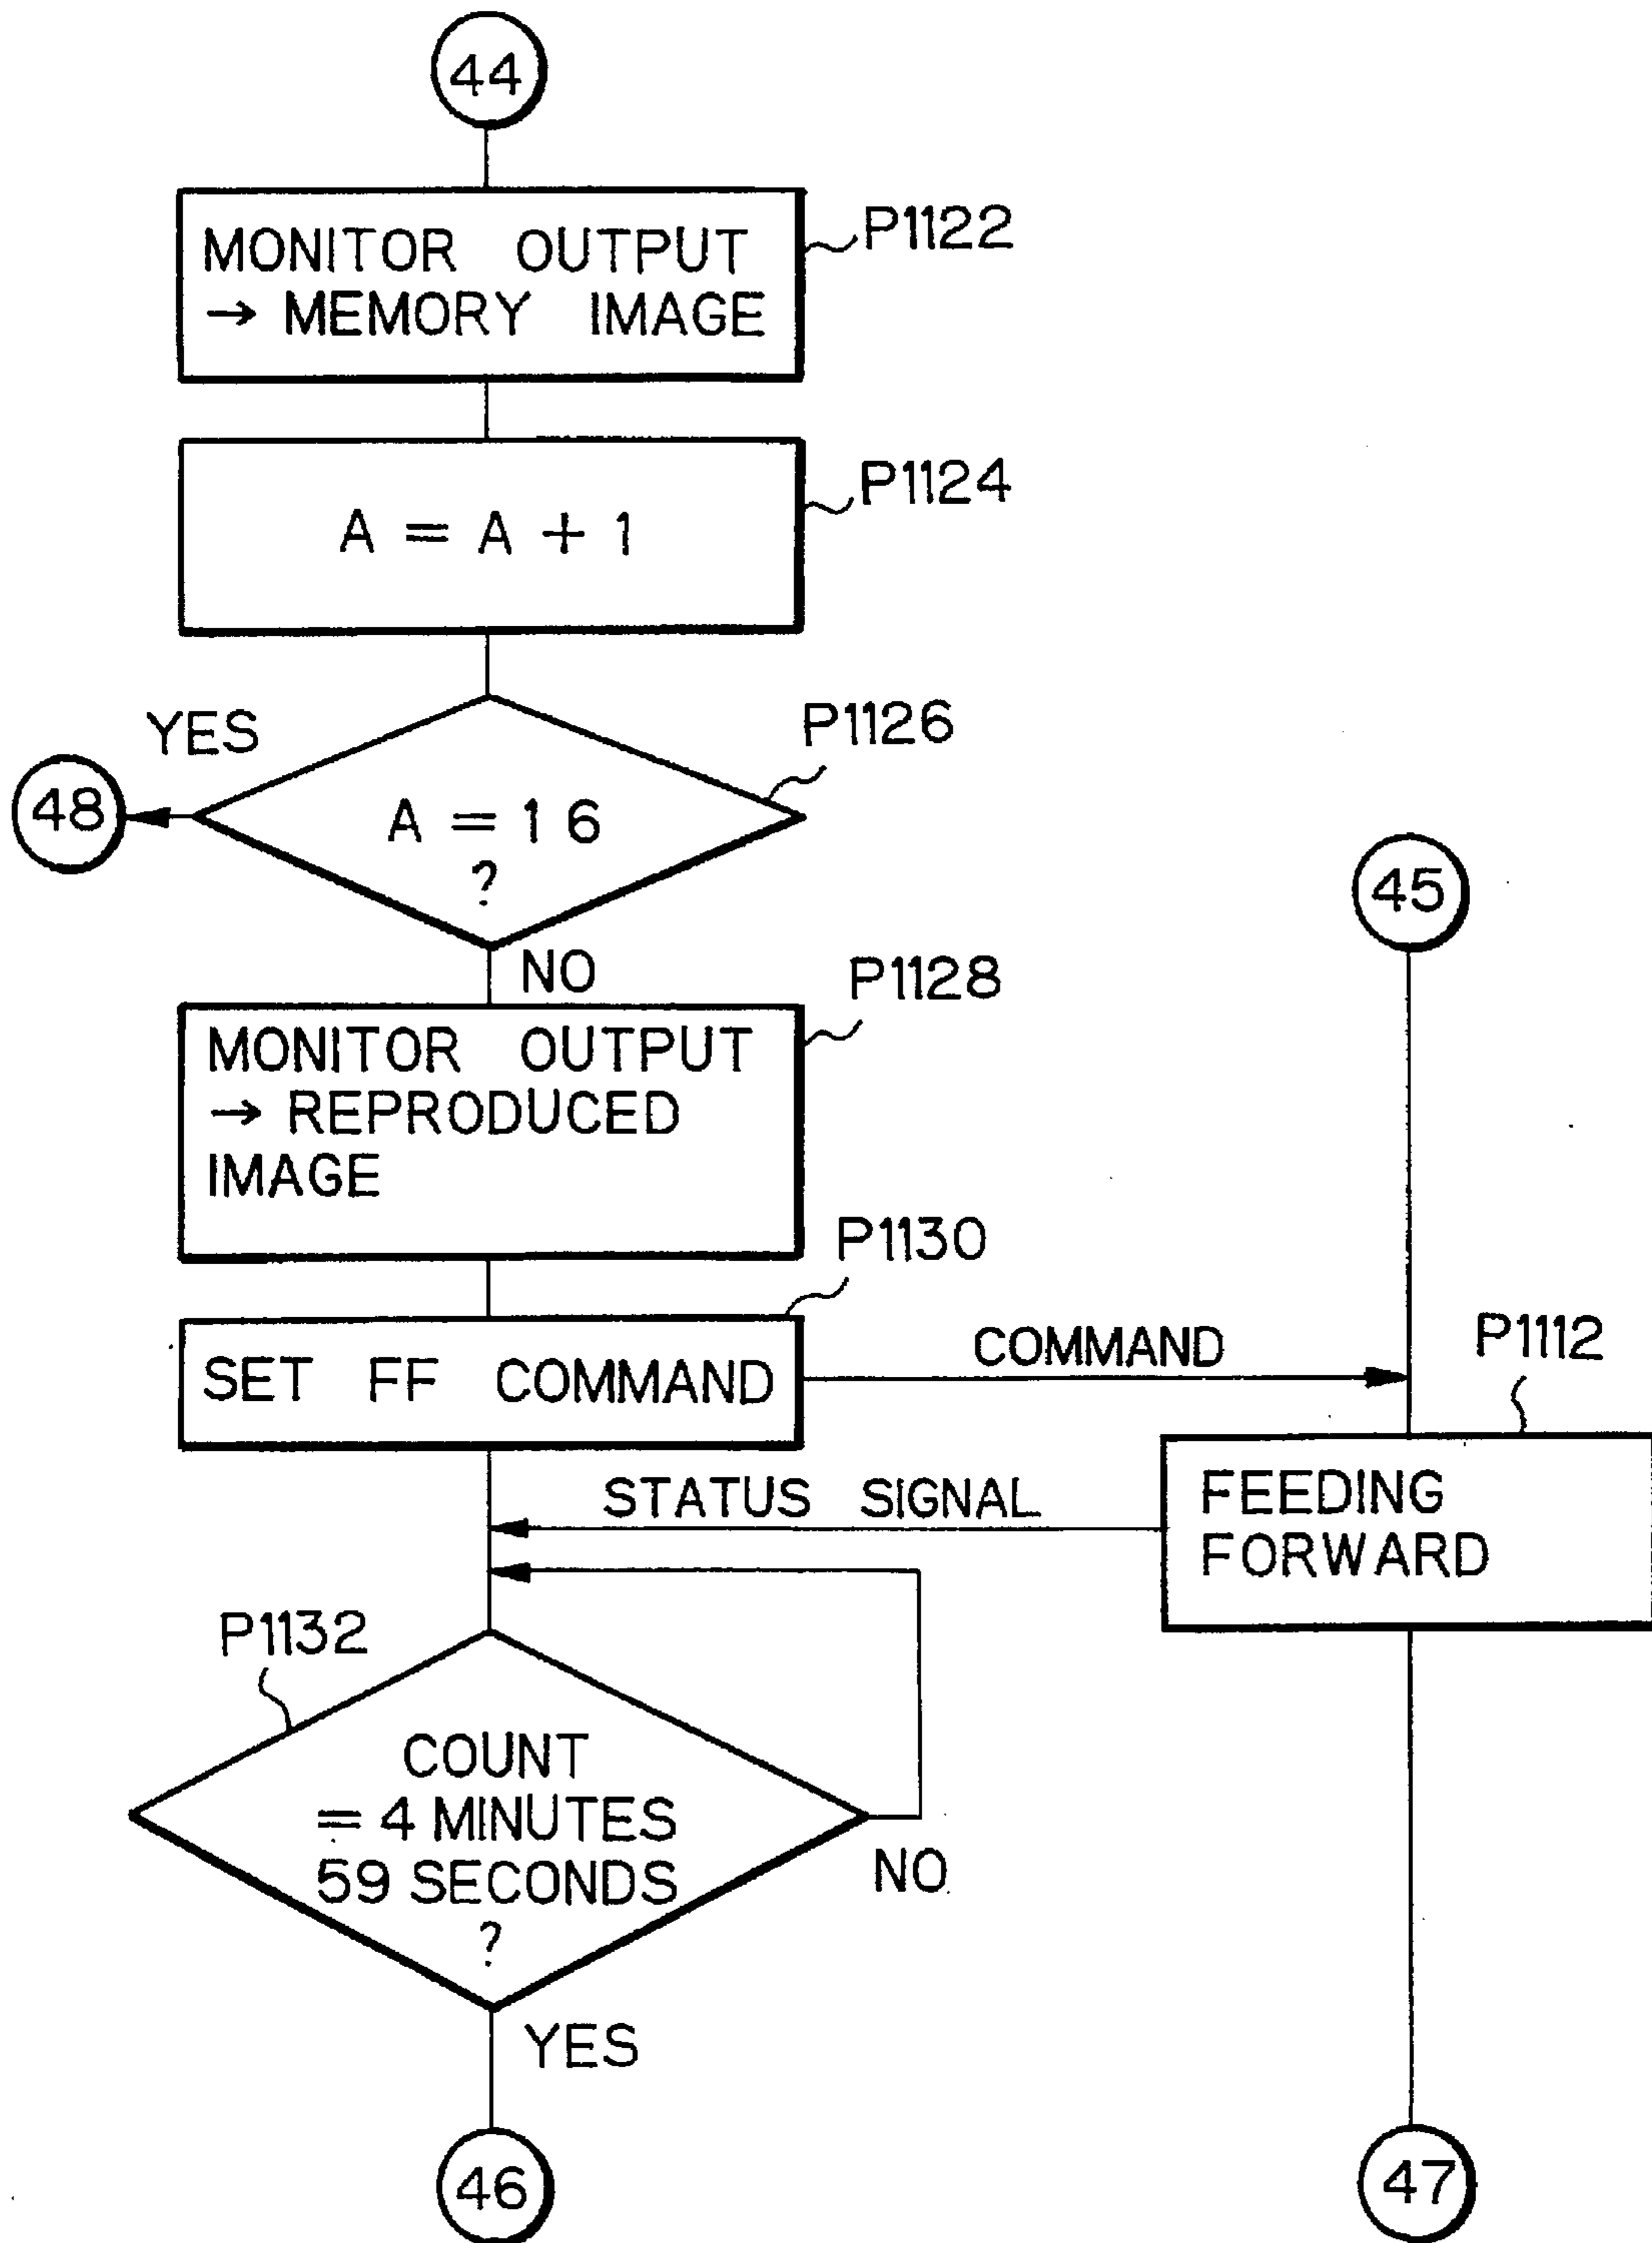 44
MONITOR OUTPUT
→ MEMORY IMAGE
P1122
A = A + 1
P1124
YES
P1126
48
A = 16
?
45
NO
P1128
MONITOR OUTPUT
→ REPRODUCED
IMAGE
P1130
SET FF COMMAND
COMMAND
P1112
STATUS SIGNAL
FEEDING
FORWARD
P1132
COUNT
= 4 MINUTES
59 SECONDS
?
NO
YES
46
47